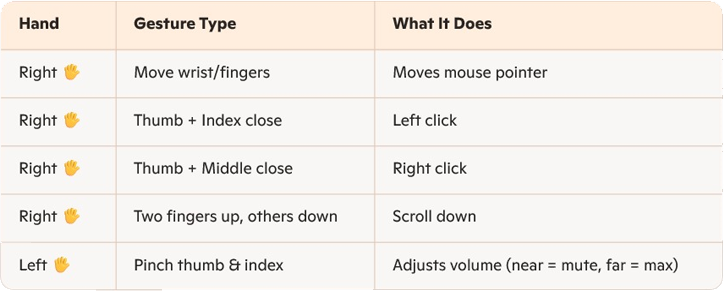 Hand Gesture Type What It Does
Right 🖐 Move wrist/fingers Moves mouse pointer
Right 🖐 Thumb + Index close Left click
Right 🖐 Thumb + Middle close Right click
Right 🖐 Two fingers up, others down Scroll down
Left 🖐 Pinch thumb & index Adjusts volume (near = mute, far = max)